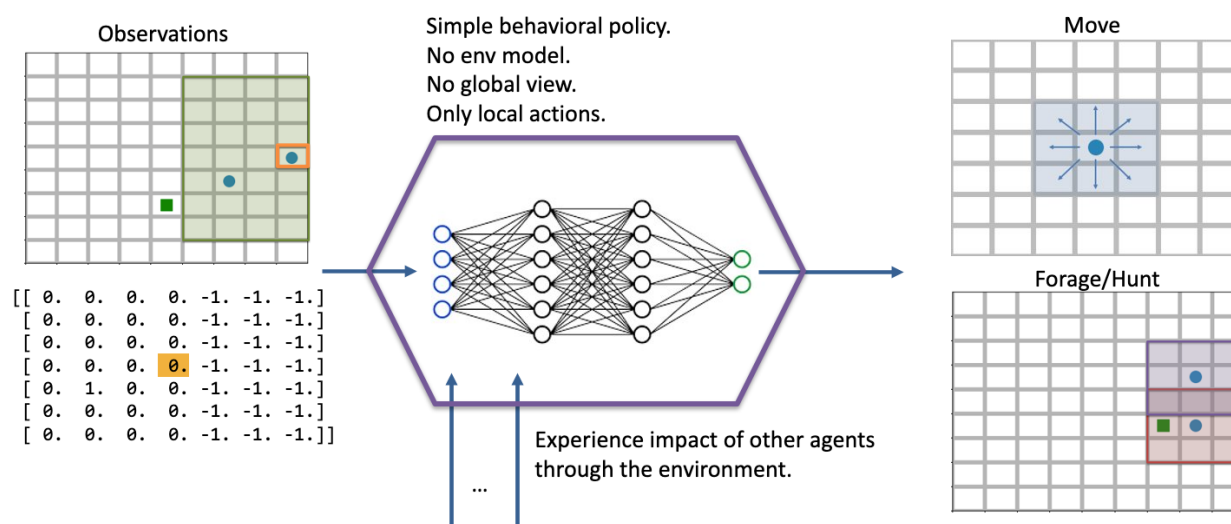 Observations
[[ 0. 0. 0. 0. -1. -1. -1.]
[ 0. 0. 0. 0. -1. -1. -1.]
[ 0. 0. 0. 0. -1. -1. -1.]
[ 0. 0. 0. 0. -1. -1. -1.]
[ 0. 1. 0. 0. -1. -1. -1.]
[ 0. 0. 0. 0. -1. -1. -1.]
[ 0. 0. 0. 0. -1. -1. -1.]]
Simple behavioral policy.
No env model.
No global view.
Only local actions.
...
Experience impact of other agents
through the environment.
Move
Forage/Hunt